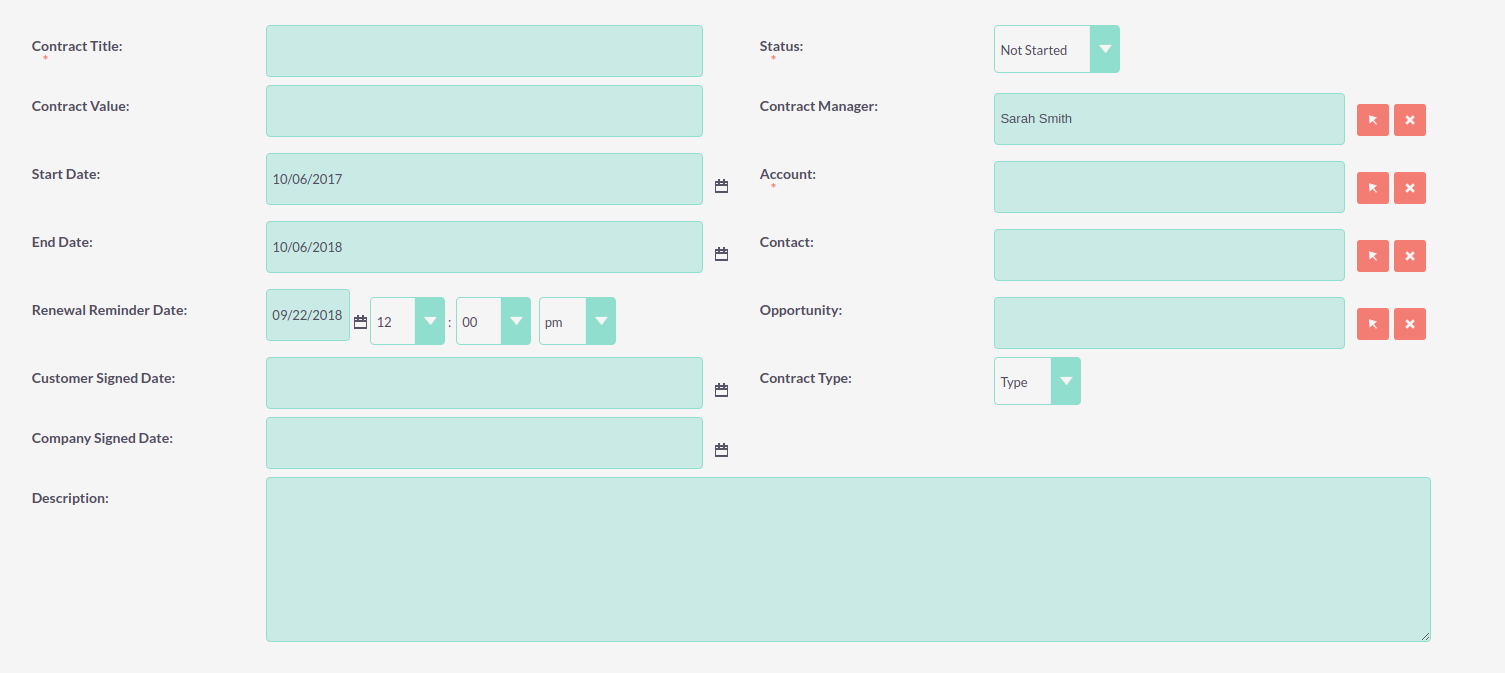 Contract Title:
*
Status:
*
Not Started
Contract Value:
Contract Manager:
Sarah Smith
Start Date:
10/06/2017
Account:
*
End Date:
10/06/2018
Contact:
Renewal Reminder Date:
09/22/2018 12 : 00 pm
Opportunity:
Customer Signed Date:
Contract Type:
Type
Company Signed Date:
Description: